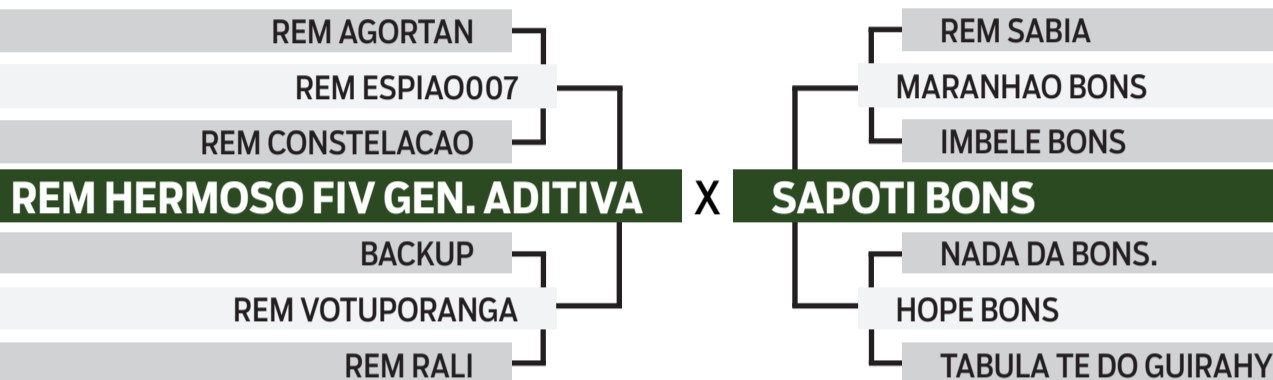 REM AGORTAN
REM ESPIAO007
REM CONSTELACAO
REM HERMOSO FIV GEN. ADITIVA X SAPOTI BONS
BACKUP
REM VOTUPORANGA
REM RALI
REM SABIA
MARANHAO BONS
IMBELE BONS
NADA DA BONS.
HOPE BONS
TABULA TE DO GUIRAHY